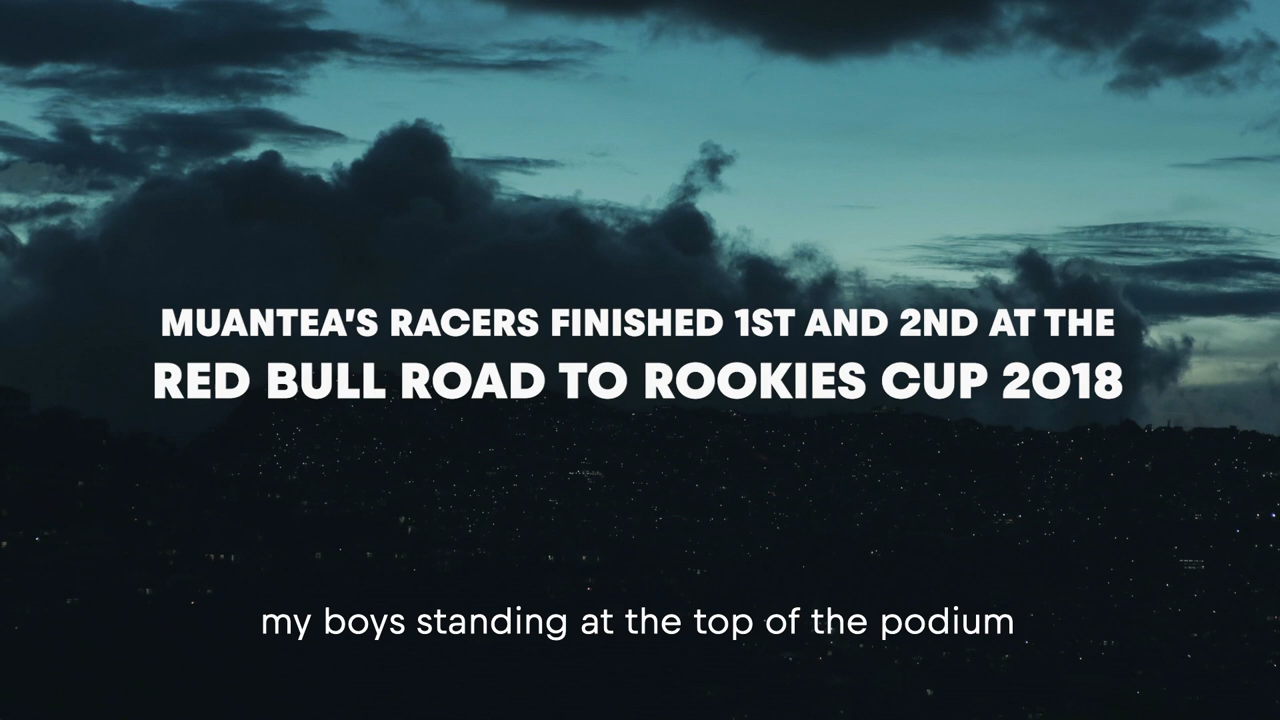 MUANTEA'S RACERS FINISHED 1ST AND 2ND AT THE
RED BULL ROAD TO ROOKIES CUP 2018
my boys standing at the top of the podium